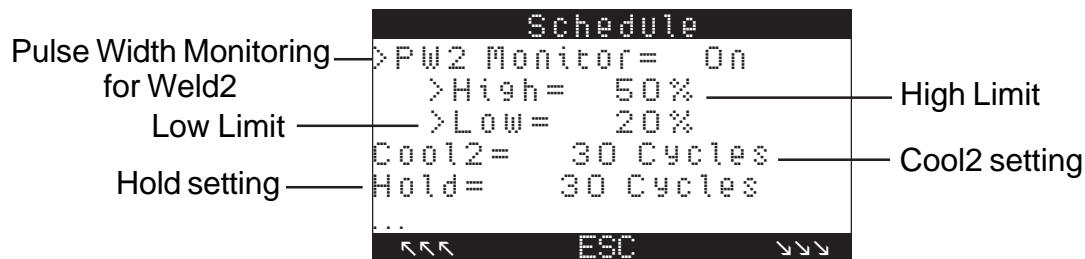 Schedule
Pulse Width Monitoring
for Weld2
>PW2 Monitor= On
>High= 50%
High Limit
Low Limit
>Low= 20%
Cool2= 30 Cycles
Cool2 setting
Hold setting
Hold= 30 Cycles
...
↖↖↖ ESC ↘↘↘